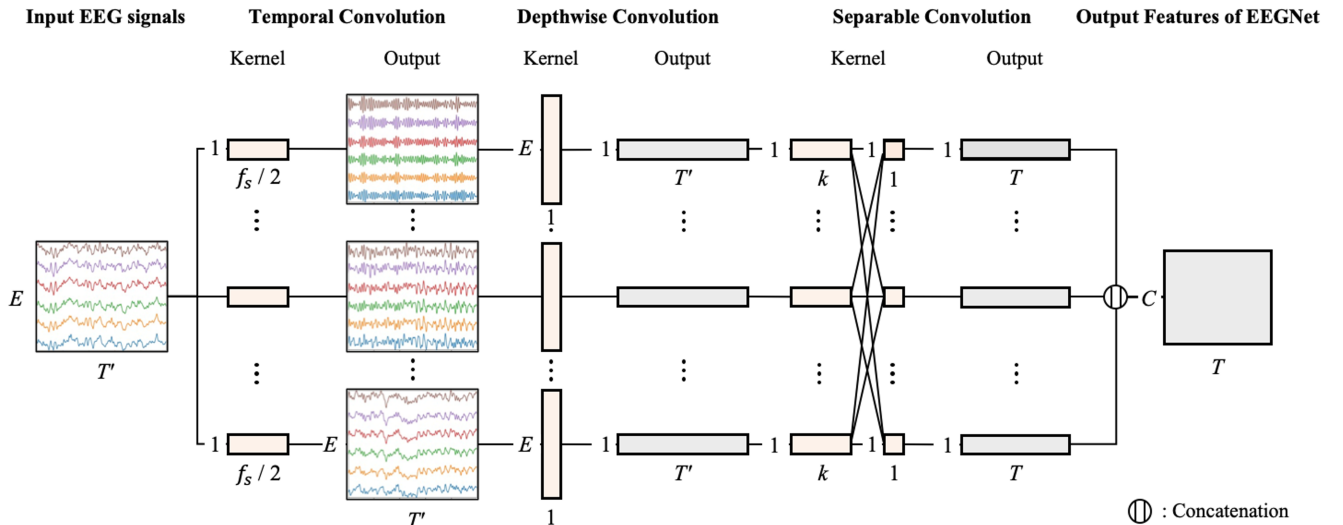 Input EEG signals Temporal Convolution Depthwise Convolution Separable Convolution Output Features of EEGNet
Kernel Output Kernel Output Kernel Output
1 E 1 1 1 1
f_s / 2 T′ k 1 T
1
E C
T′ T
1 E E 1 1 1 1
f_s / 2 T′ k 1 T
T′ 1
: Concatenation